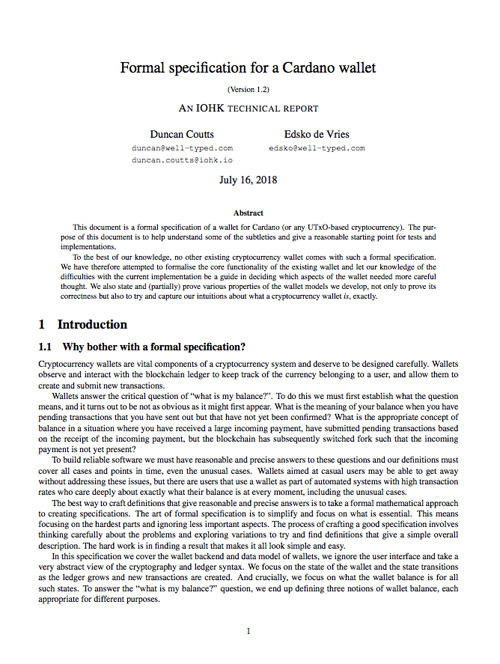 Formal specification for a Cardano wallet
(Version 1.2)
AN IOHK TECHNICAL REPORT
Duncan Coutts
duncan@well-typed.com
duncan.coutts@iohk.io
Edsko de Vries
edsko@well-typed.com
July 16, 2018
Abstract
This document is a formal specification of a wallet for Cardano (or any UTxO-based cryptocurrency). The pur-
pose of this document is to help understand some of the subtleties and give a reasonable starting point for tests and
implementations.
To the best of our knowledge, no other existing cryptocurrency wallet comes with such a formal specification.
We have therefore attempted to formalise the core functionality of the existing wallet and let our knowledge of the
difficulties with the current implementation be a guide in deciding which aspects of the wallet needed more careful
thought. We also state and (partially) prove various properties of the wallet models we develop, not only to prove its
correctness but also to try and capture our intuitions about what a cryptocurrency wallet is, exactly.
1 Introduction
1.1 Why bother with a formal specification?
Cryptocurrency wallets are vital components of a cryptocurrency system and deserve to be designed carefully. Wallets
observe and interact with the blockchain ledger to keep track of the currency belonging to a user, and allow them to
create and submit new transactions.
Wallets answer the critical question of “what is my balance?”. To do this we must first establish what the question
means, and it turns out to be not as obvious as it might first appear. What is the meaning of your balance when you have
pending transactions that you have sent out but that have not yet been confirmed? What is the appropriate concept of
balance in a situation where you have received a large incoming payment, have submitted pending transactions based
on the receipt of the incoming payment, but the blockchain has subsequently switched fork such that the incoming
payment is not yet present?
To build reliable software we must have reasonable and precise answers to these questions and our definitions must
cover all cases and points in time, even the unusual cases. Wallets aimed at casual users may be able to get away
without addressing these issues, but there are users that use a wallet as part of automated systems with high transaction
rates who care deeply about exactly what their balance is at every moment, including the unusual cases.
The best way to craft definitions that give reasonable and precise answers is to take a formal mathematical approach
to creating specifications. The art of formal specification is to simplify and focus on what is essential. This means
focusing on the hardest parts and ignoring less important aspects. The process of crafting a good specification involves
thinking carefully about the problems and exploring variations to try and find definitions that give a simple overall
description. The hard work is in finding a result that makes it all look simple and easy.
In this specification we cover the wallet backend and data model of wallets, we ignore the user interface and take a
very abstract view of the cryptography and ledger syntax. We focus on the state of the wallet and the state transitions
as the ledger grows and new transactions are created. And crucially, we focus on what the wallet balance is for all
such states. To answer the “what is my balance?” question, we end up defining three notions of wallet balance, each
appropriate for different purposes.
1